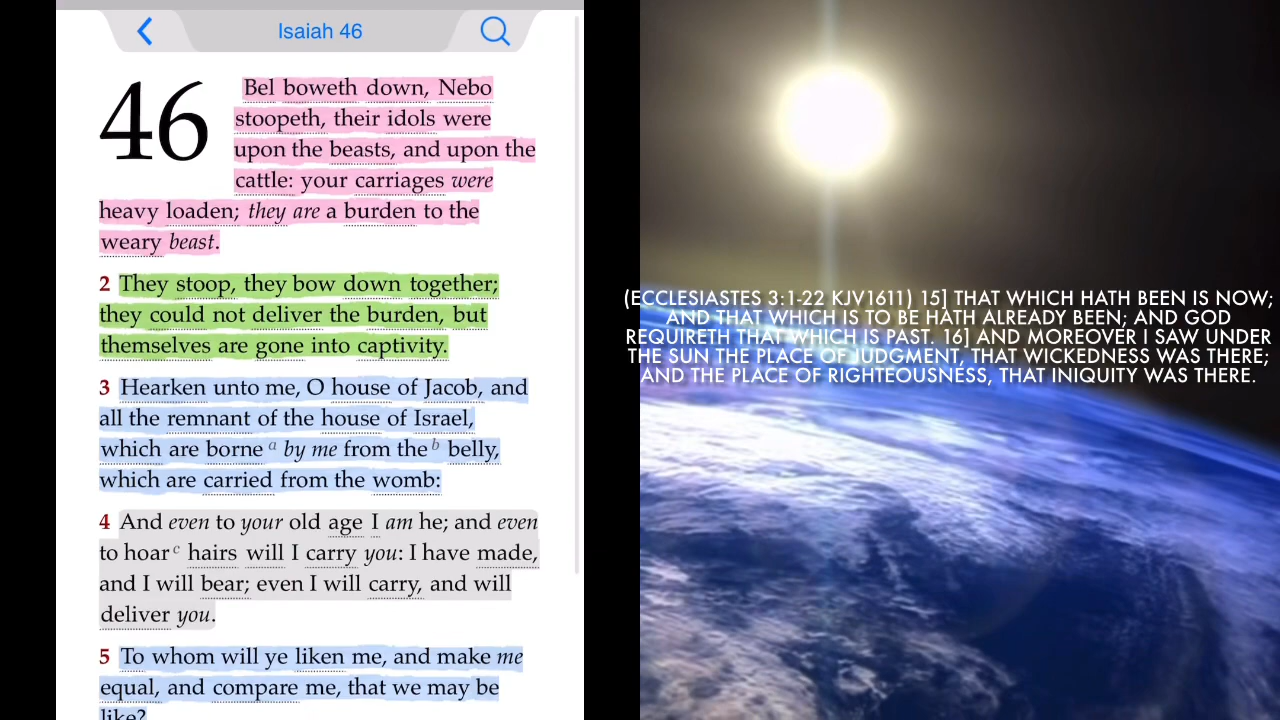 Isaiah 46
46 Bel boweth down, Nebo
stoopeth, their idols were
upon the beasts, and upon the
cattle: your carriages were
heavy loaden; they are a burden to the
weary beast.
2 They stoop, they bow down together;
they could not deliver the burden, but
themselves are gone into captivity.
3 Hearken unto me, O house of Jacob, and
all the remnant of the house of Israel,
which are borne a by me from the b belly,
which are carried from the womb:
4 And even to your old age I am he; and even
to hoar c hairs will I carry you: I have made,
and I will bear; even I will carry, and will
deliver you.
5 To whom will ye liken me, and make me
equal, and compare me, that we may be
like?
(ECCLESIASTES 3:1-22 KJV1611) 15] THAT WHICH HATH BEEN IS NOW;
AND THAT WHICH IS TO BE HATH ALREADY BEEN; AND GOD
REQUIRETH THAT WHICH IS PAST. 16] AND MOREOVER I SAW UNDER
THE SUN THE PLACE OF JUDGMENT, THAT WICKEDNESS WAS THERE;
AND THE PLACE OF RIGHTEOUSNESS, THAT INIQUITY WAS THERE.